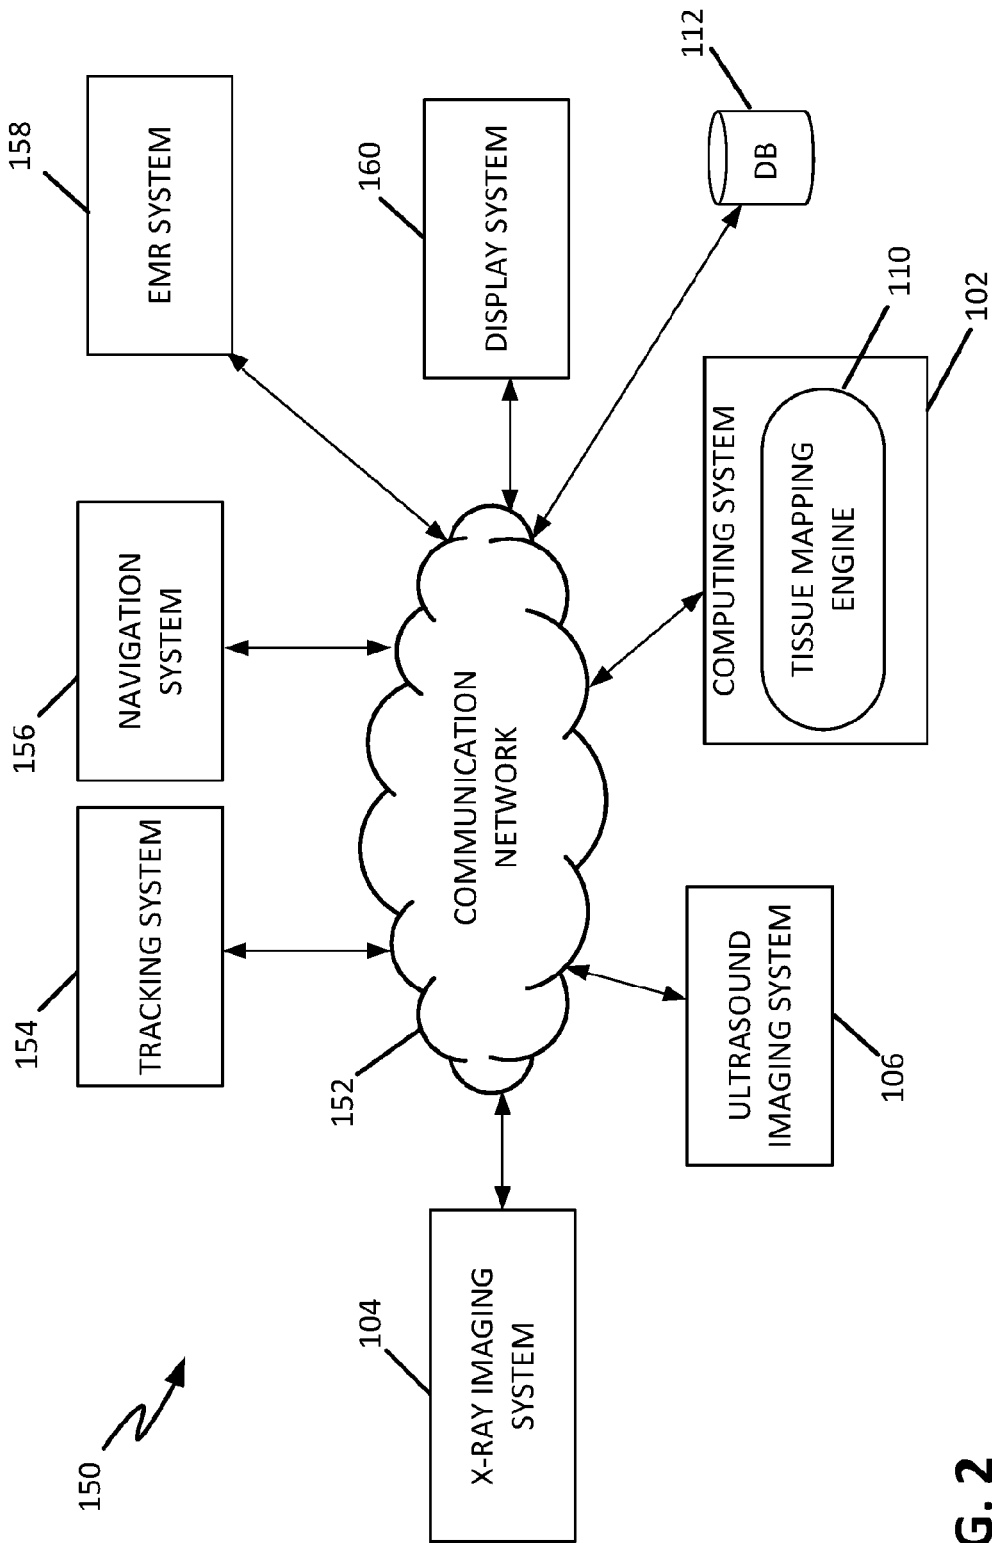 150
154
TRACKING SYSTEM
156
NAVIGATION
SYSTEM
158
EMR SYSTEM
104
X-RAY IMAGING
SYSTEM
152
COMMUNICATION
NETWORK
160
DISPLAY SYSTEM
ULTRASOUND
IMAGING SYSTEM
106
COMPUTING SYSTEM
TISSUE MAPPING
ENGINE
110
102
112
DB
G. 2